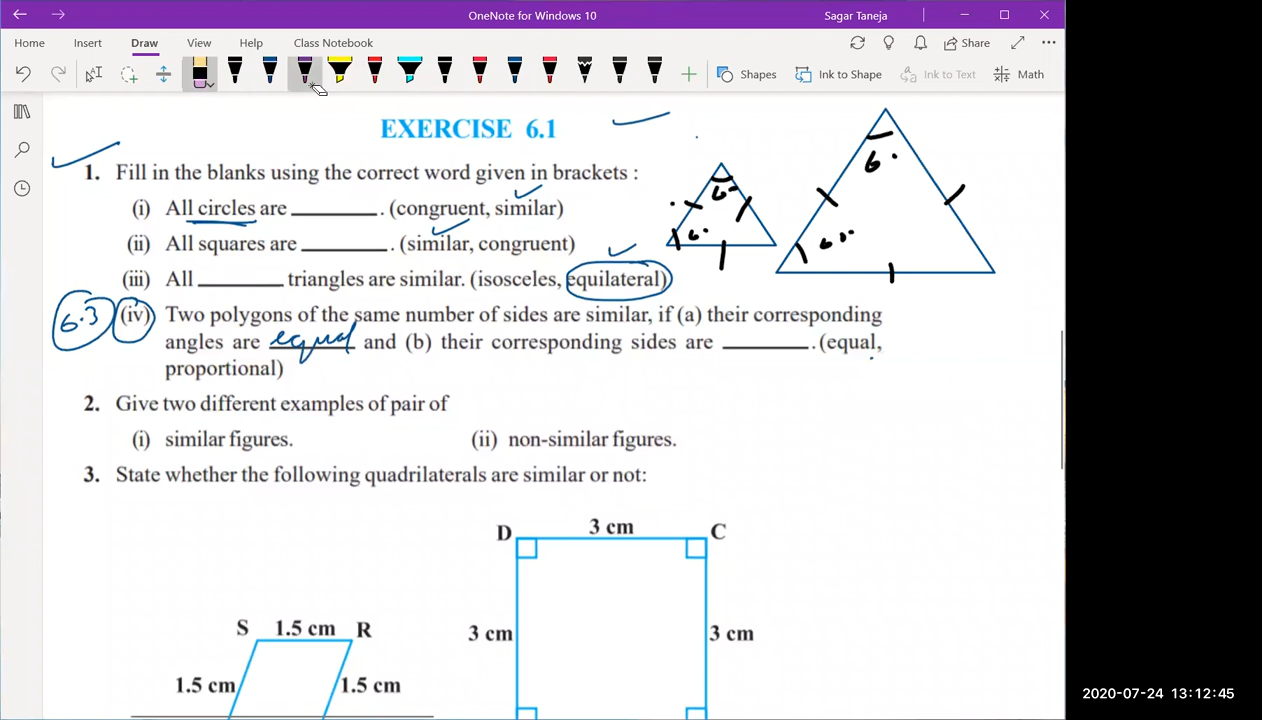 OneNote for Windows 10
Sagar Taneja
Home Insert Draw View Help Class Notebook
Share
Shapes Ink to Shape Ink to Text Math
EXERCISE 6.1
1. Fill in the blanks using the correct word given in brackets :
(i) All circles are ________ . (congruent, similar)
(ii) All squares are ________ . (similar, congruent)
(iii) All ________ triangles are similar. (isosceles, equilateral)
6.3 (iv) Two polygons of the same number of sides are similar, if (a) their corresponding
angles are equal and (b) their corresponding sides are ________ . (equal,
proportional)
2. Give two different examples of pair of
(i) similar figures. (ii) non-similar figures.
3. State whether the following quadrilaterals are similar or not:
D 3 cm C
S 1.5 cm R
3 cm 3 cm
1.5 cm 1.5 cm
2020-07-24 13:12:45